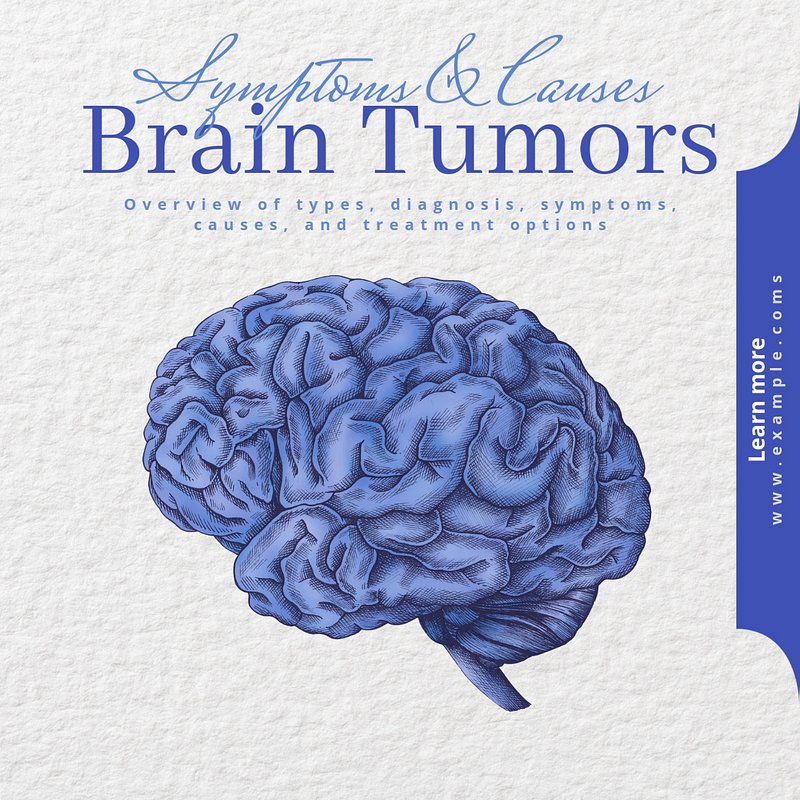 Symptoms & Causes
Brain Tumors
Overview of types, diagnosis, symptoms,
causes, and treatment options
Learn more
www.example.coms